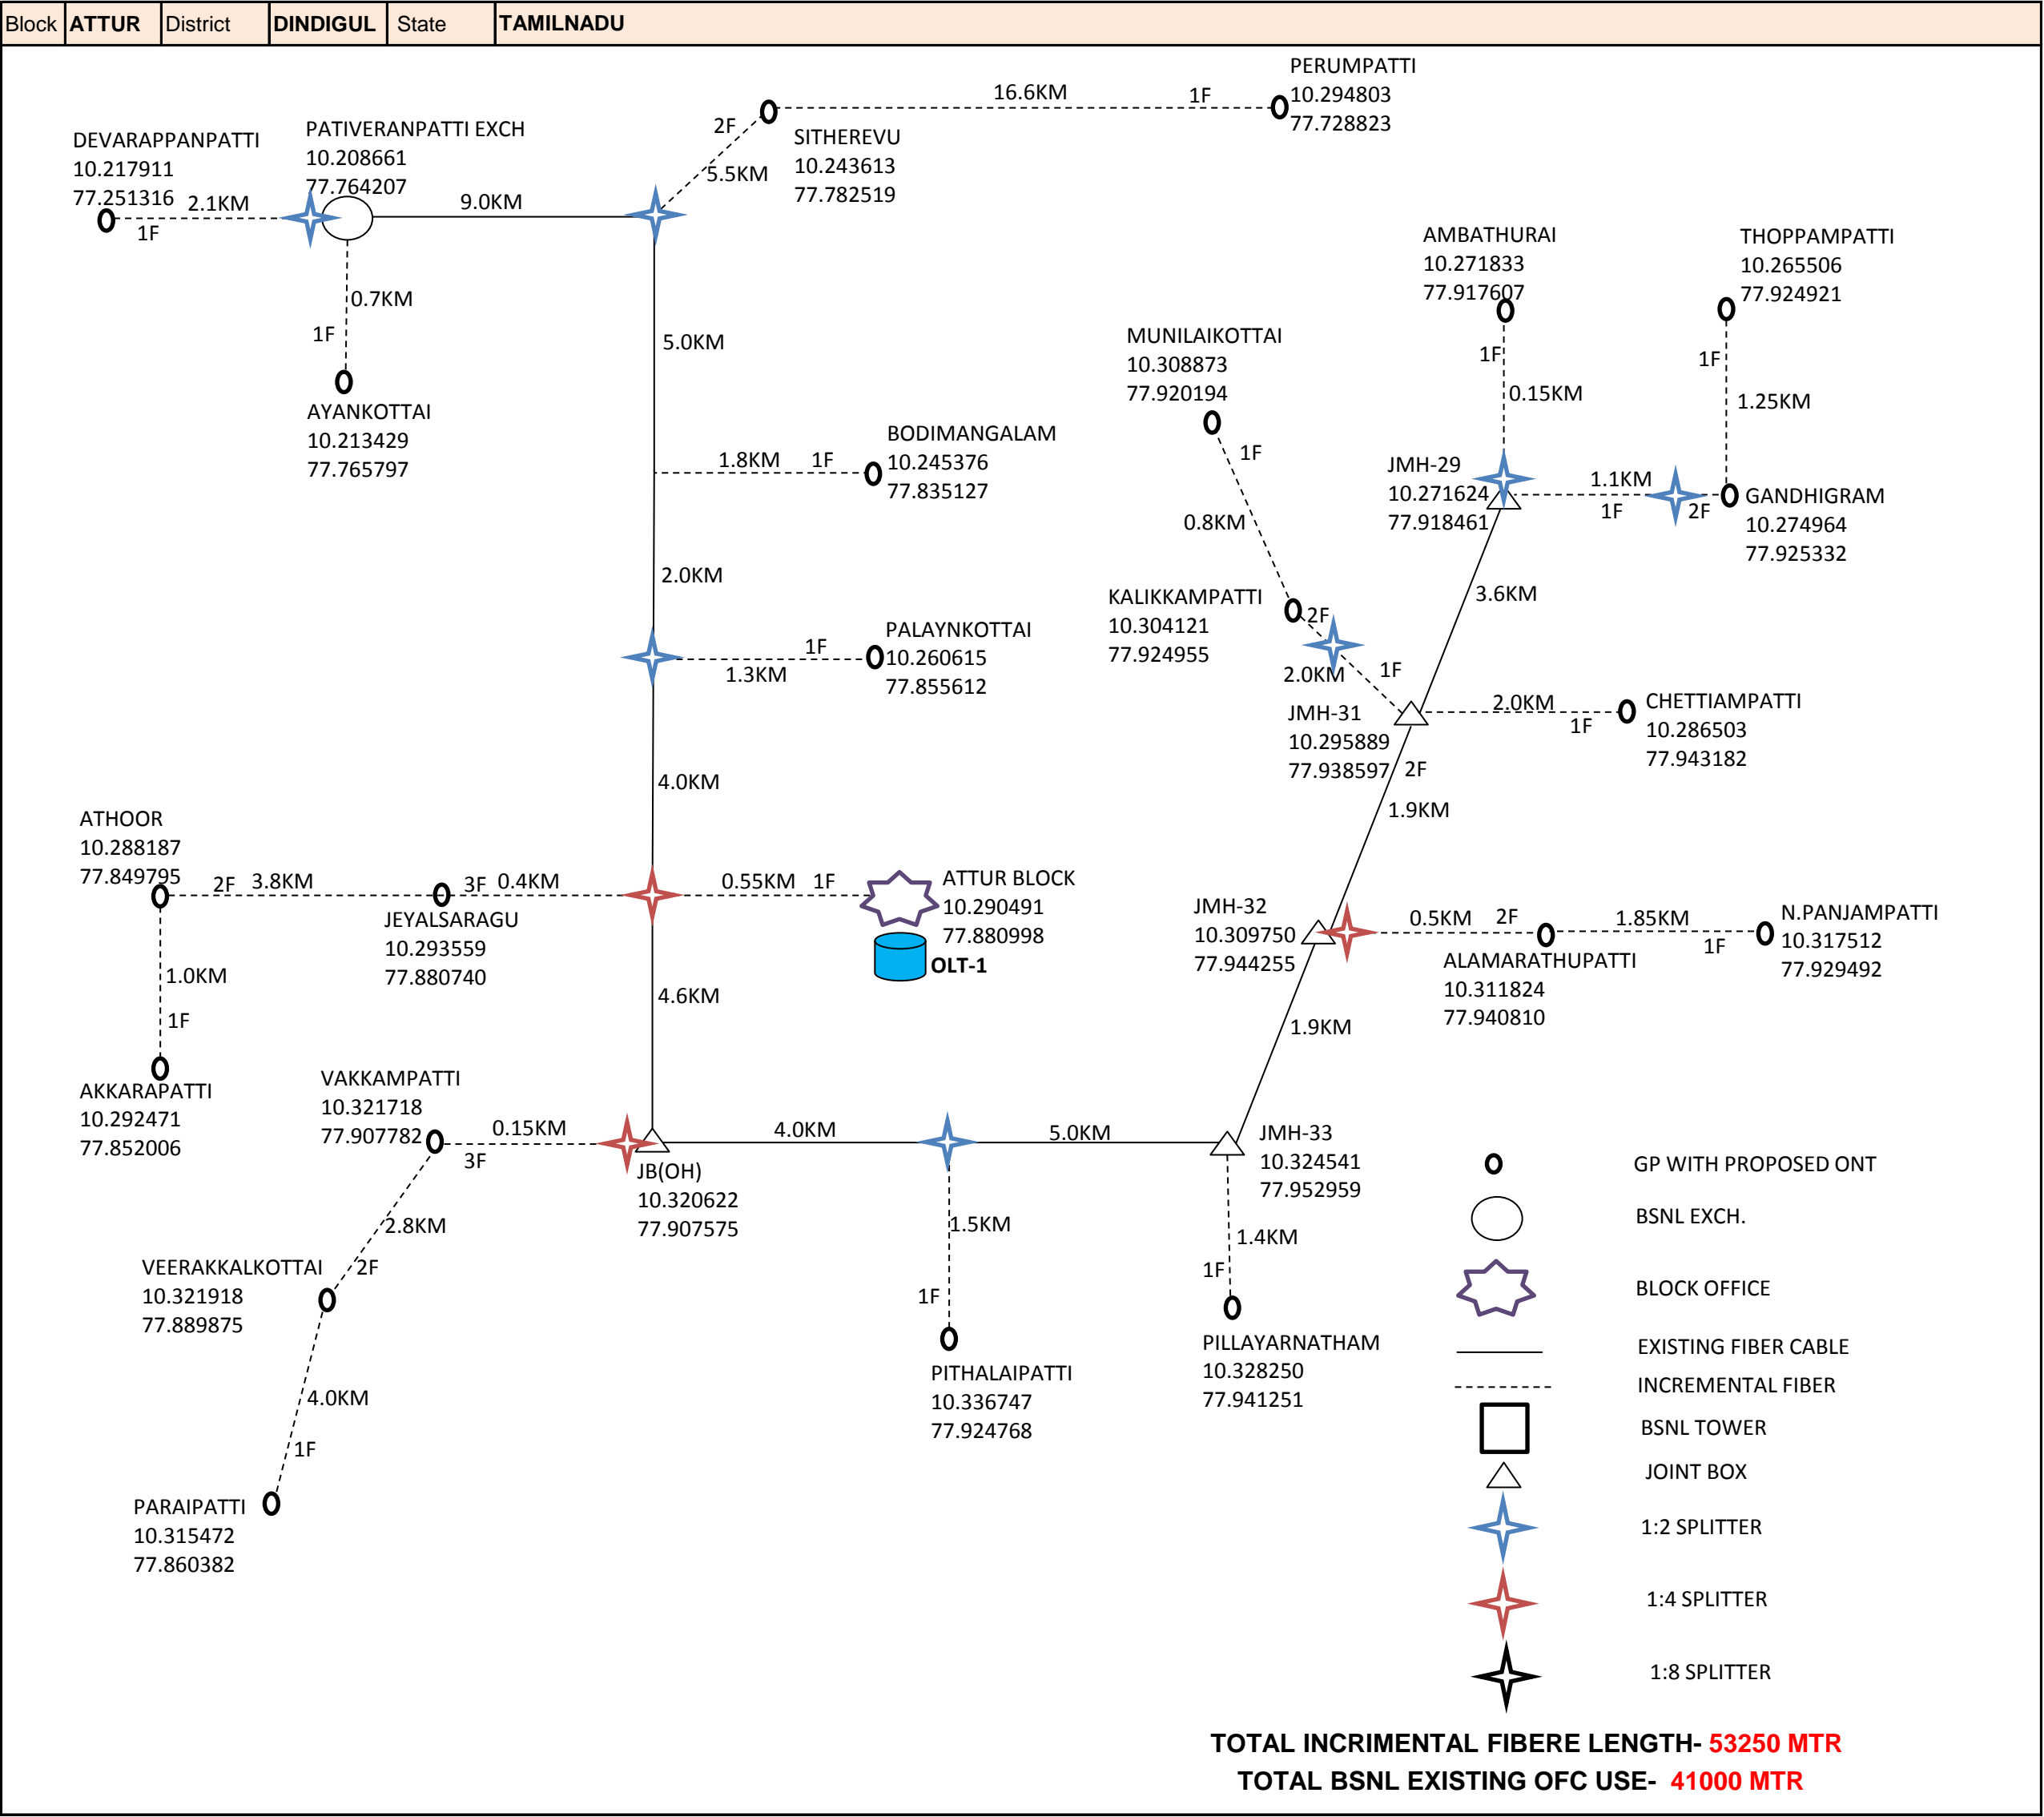 Block ATTUR District DINDIGUL State TAMILNADU
PERUMPATTI
10.294803
77.728823
16.6KM 1F
2F
5.5KM
SITHEREVU
10.243613
77.782519
DEVARAPPANPATTI
10.217911
77.251316
2.1KM
1F
PATIVERANPATTI EXCH
10.208661
77.764207
9.0KM
0.7KM
1F
AYANKOTTAI
10.213429
77.765797
5.0KM
BODIMANGALAM
10.245376
77.835127
1.8KM 1F
2.0KM
PALAYNKOTTAI
10.260615
77.855612
1F
1.3KM
4.0KM
AMBATHURAI
10.271833
77.917607
1F
0.15KM
THOPPAMPATTI
10.265506
77.924921
1F
1.25KM
MUNILAIKOTTAI
10.308873
77.920194
1F
0.8KM
JMH-29
10.271624
77.918461
1.1KM
1F 2F
GANDHIGRAM
10.274964
77.925332
3.6KM
KALIKKAMPATTI
10.304121
77.924955
2F
2.0KM 1F
JMH-31
10.295889
77.938597
2F
2.0KM
1F
CHETTIAMPATTI
10.286503
77.943182
1.9KM
ATHOOR
10.288187
77.849795
2F 3.8KM 3F 0.4KM
JEYALSARAGU
10.293559
77.880740
0.55KM 1F
ATTUR BLOCK
10.290491
77.880998
OLT-1
JMH-32
10.309750
77.944255
0.5KM 2F
ALAMARATHUPATTI
10.311824
77.940810
1.85KM
1F
N.PANJAMPATTI
10.317512
77.929492
1.0KM
1F
AKKARAPATTI
10.292471
77.852006
4.6KM
1.9KM
VAKKAMPATTI
10.321718
77.907782
0.15KM
3F
JB(OH)
10.320622
77.907575
4.0KM
5.0KM
JMH-33
10.324541
77.952959
2.8KM
2F
VEERAKKALKOTTAI
10.321918
77.889875
4.0KM
1F
PARAIPATTI
10.315472
77.860382
1.5KM
1F
PITHALAIPATTI
10.336747
77.924768
1.4KM
1F
PILLAYARNATHAM
10.328250
77.941251
GP WITH PROPOSED ONT
BSNL EXCH.
BLOCK OFFICE
EXISTING FIBER CABLE
INCREMENTAL FIBER
BSNL TOWER
JOINT BOX
1:2 SPLITTER
1:4 SPLITTER
1:8 SPLITTER
TOTAL INCRIMENTAL FIBERE LENGTH- 53250 MTR
TOTAL BSNL EXISTING OFC USE- 41000 MTR